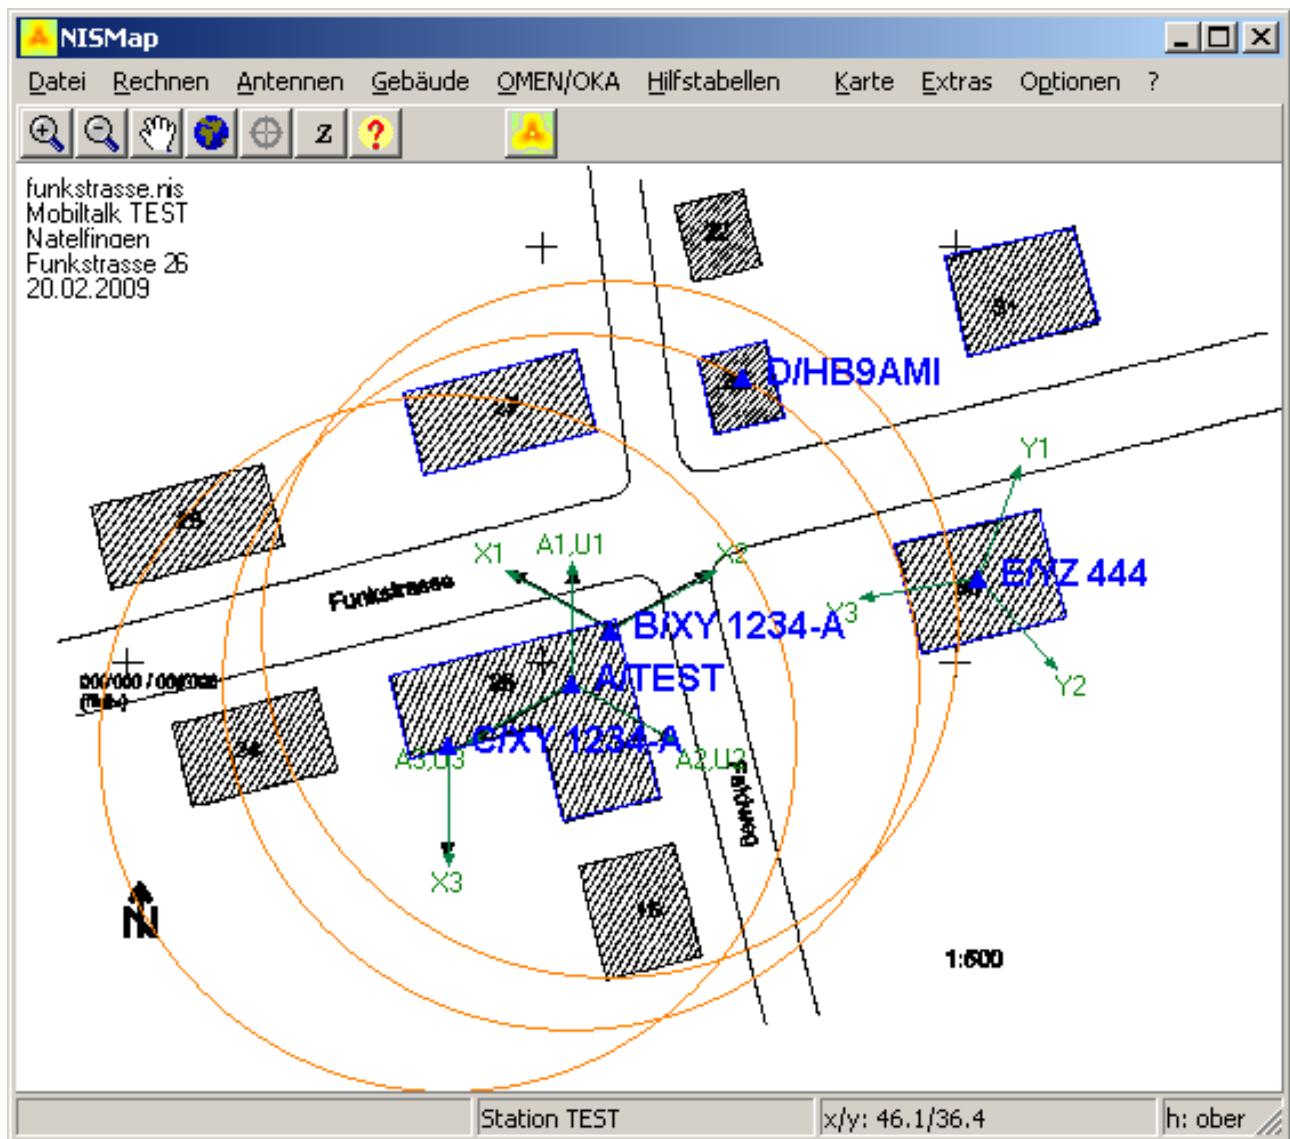 NISMap
Datei Rechnen Antennen Gebäude OMEN/OKA Hilfstabellen Karte Extras Optionen ?
Z ?
funkstrasse.nis
Mobiltalk TEST
Natelfingen
Funkstrasse 26
20.02.2009
D/HB9AMI
Y1
X1
A1,U1
X2
E/YZ 444
Funkstrasse
Y3
B/XY 1234-A
A/TEST
Y2
C/XY 1234-A
A3,U3
A2,U2
X3
N
1:500
Station TEST
x/y: 46.1/36.4
h: ober